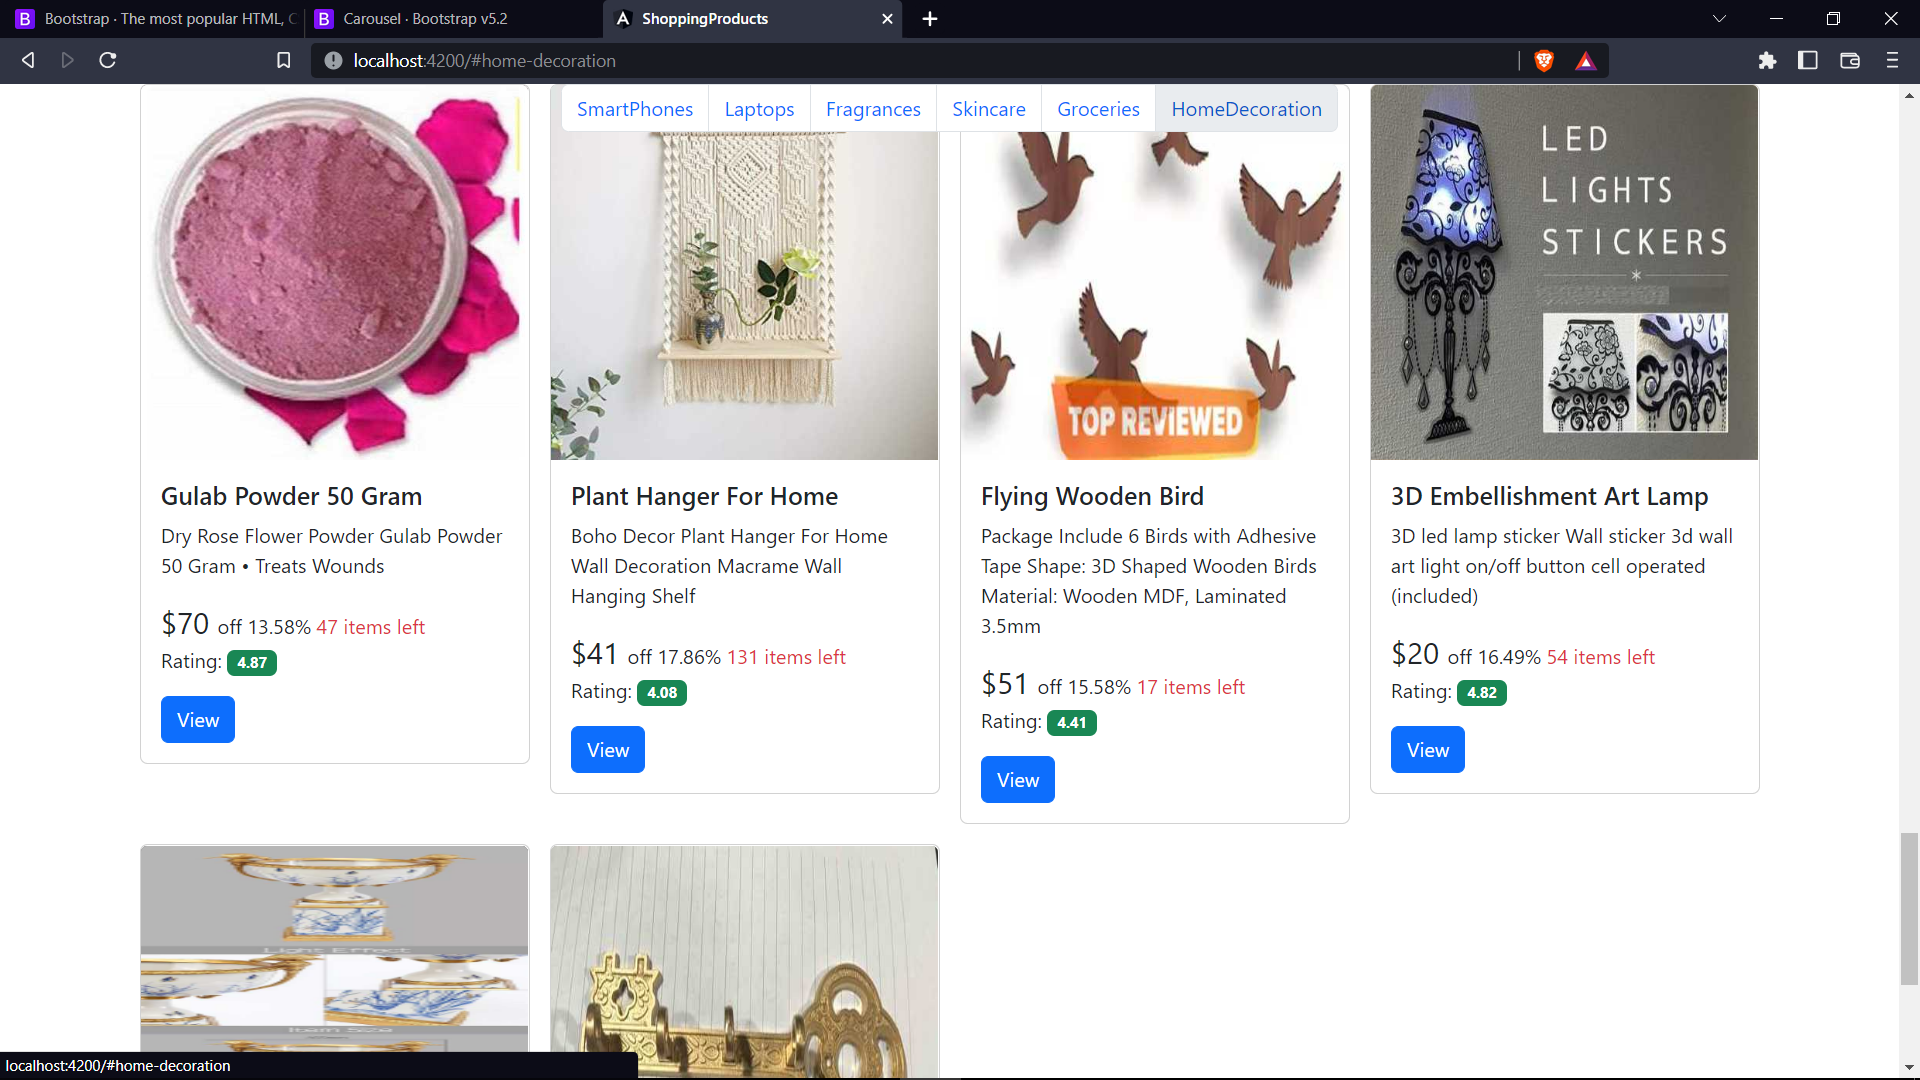 Bootstrap · The most popular HTML, C
Carousel · Bootstrap v5.2
ShoppingProducts
localhost:4200/#home-decoration
SmartPhones
Laptops
Fragrances
Skincare
Groceries
HomeDecoration
LED
LIGHTS
STICKERS
TOP REVIEWED
Gulab Powder 50 Gram
Dry Rose Flower Powder Gulab Powder
50 Gram • Treats Wounds
$70 off 13.58% 47 items left
Rating: 4.87
View
Plant Hanger For Home
Boho Decor Plant Hanger For Home
Wall Decoration Macrame Wall
Hanging Shelf
$41 off 17.86% 131 items left
Rating: 4.08
View
Flying Wooden Bird
Package Include 6 Birds with Adhesive
Tape Shape: 3D Shaped Wooden Birds
Material: Wooden MDF, Laminated
3.5mm
$51 off 15.58% 17 items left
Rating: 4.41
View
3D Embellishment Art Lamp
3D led lamp sticker Wall sticker 3d wall
art light on/off button cell operated
(included)
$20 off 16.49% 54 items left
Rating: 4.82
View
Light Effect
Item Size
localhost:4200/#home-decoration